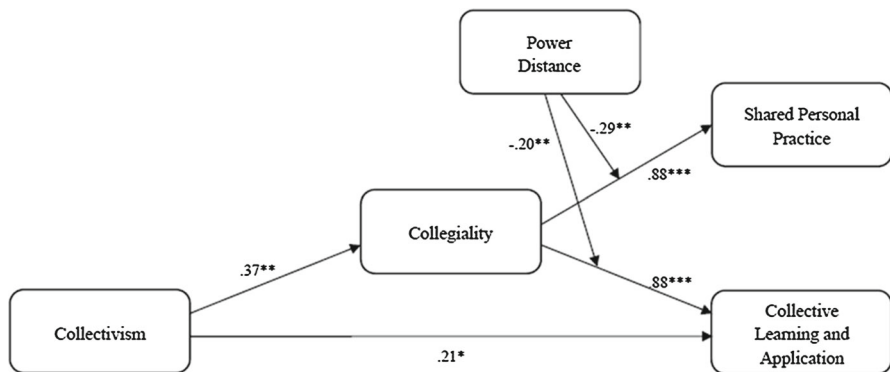 Power
Distance
Shared Personal
Practice
-.29**
-.20**
.88***
Collegiality
.37**
.88***
Collectivism
Collective
Learning and
Application
.21*